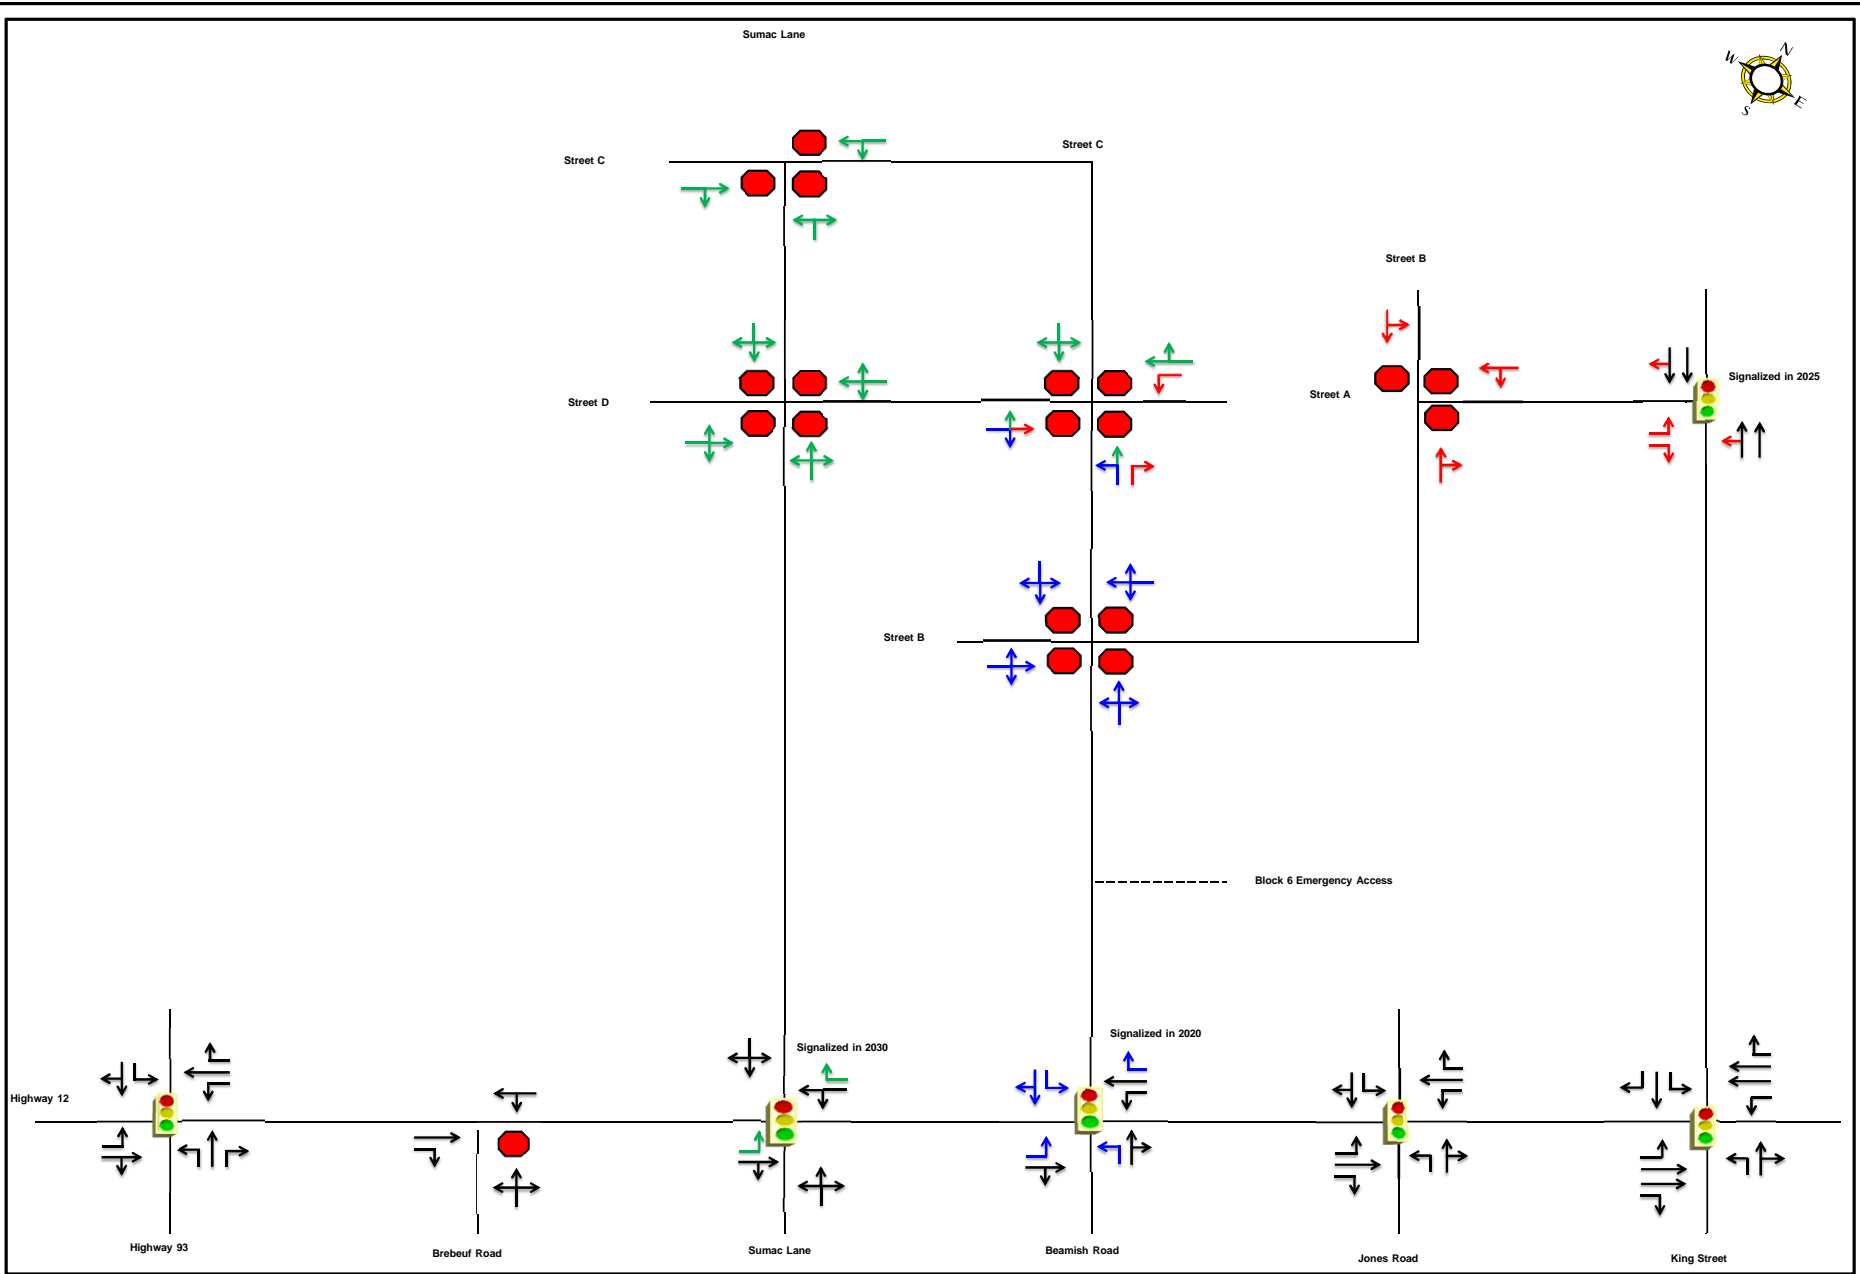 Sumac Lane
N
W
E
S
Street C
Street C
Street B
Signalized in 2025
Street A
Street D
Street B
Block 6 Emergency Access
Signalized in 2020
Signalized in 2030
Highway 12
Highway 93
Brebeuf Road
Sumac Lane
Beamish Road
Jones Road
King Street